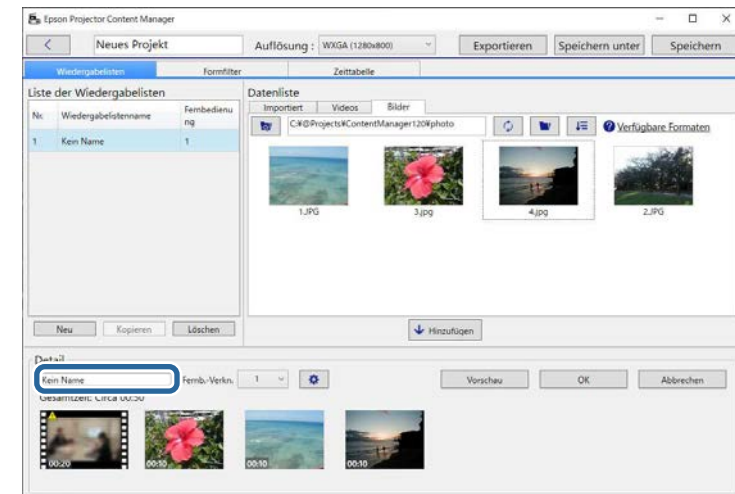 Epson Projector Content Manager
Neues Projekt Auflösung : WXGA (1280x800) Exportieren Speichern unter Speichern
Wiedergabelisten Formfilter Zeittabelle
Liste der Wiedergabelisten
Nr. Wiedergabelistenname Fernbedienu
ng
1 Kein Name 1
Datenliste
Importiert Videos Bilder
C:¥@Projects¥ContentManager120¥photo Verfügbare Formaten
1.JPG 3.jpg 4.jpg 2.JPG
Neu Kopieren Löschen Hinzufügen
Detail
Kein Name Fernb.-Verkn. 1 Vorschau OK Abbrechen
Gesamtzeit: Circa 00:50
00:20 00:10 00:10 00:10